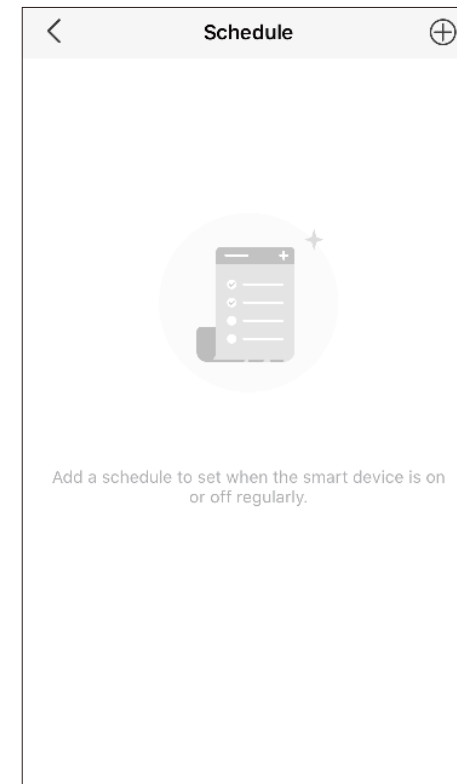 Schedule
Add a schedule to set when the smart device is on
or off regularly.